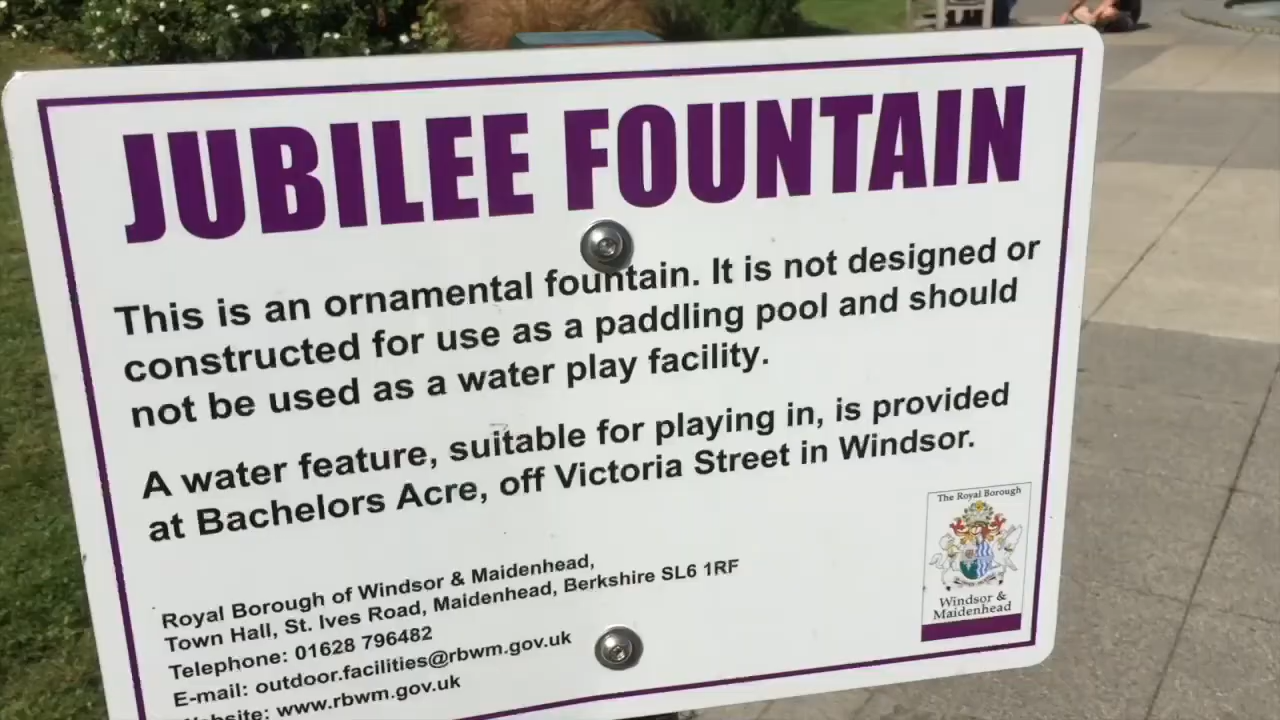 JUBILEE FOUNTAIN
This is an ornamental fountain. It is not designed or
constructed for use as a paddling pool and should
not be used as a water play facility.
A water feature, suitable for playing in, is provided
at Bachelors Acre, off Victoria Street in Windsor.
Royal Borough of Windsor & Maidenhead,
Town Hall, St. Ives Road, Maidenhead, Berkshire SL6 1RF
Telephone: 01628 796482
E-mail: outdoor.facilities@rbwm.gov.uk
Website: www.rbwm.gov.uk
The Royal Borough
Windsor &
Maidenhead